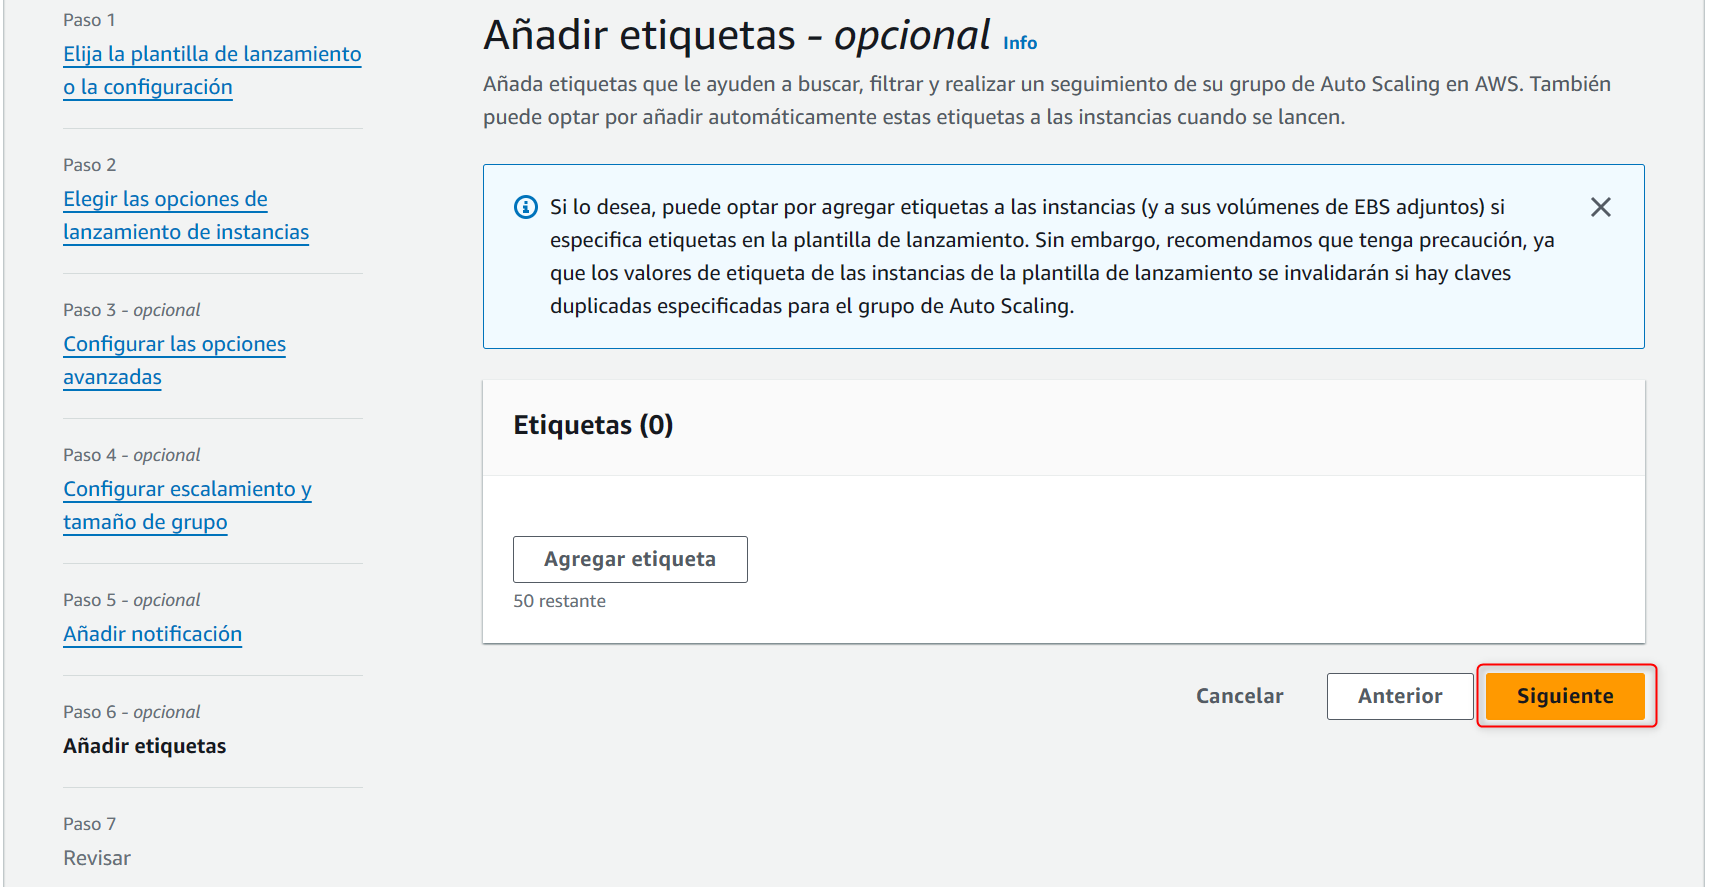 Paso 1
Elija la plantilla de lanzamiento
o la configuración
Paso 2
Elegir las opciones de
lanzamiento de instancias
Paso 3 - opcional
Configurar las opciones
avanzadas
Paso 4 - opcional
Configurar escalamiento y
tamaño de grupo
Paso 5 - opcional
Añadir notificación
Paso 6 - opcional
Añadir etiquetas
Paso 7
Revisar
Añadir etiquetas - opcional Info
Añada etiquetas que le ayuden a buscar, filtrar y realizar un seguimiento de su grupo de Auto Scaling en AWS. También
puede optar por añadir automáticamente estas etiquetas a las instancias cuando se lancen.
Si lo desea, puede optar por agregar etiquetas a las instancias (y a sus volúmenes de EBS adjuntos) si
especifica etiquetas en la plantilla de lanzamiento. Sin embargo, recomendamos que tenga precaución, ya
que los valores de etiqueta de las instancias de la plantilla de lanzamiento se invalidarán si hay claves
duplicadas especificadas para el grupo de Auto Scaling.
Etiquetas (0)
Agregar etiqueta
50 restante
Cancelar
Anterior
Siguiente